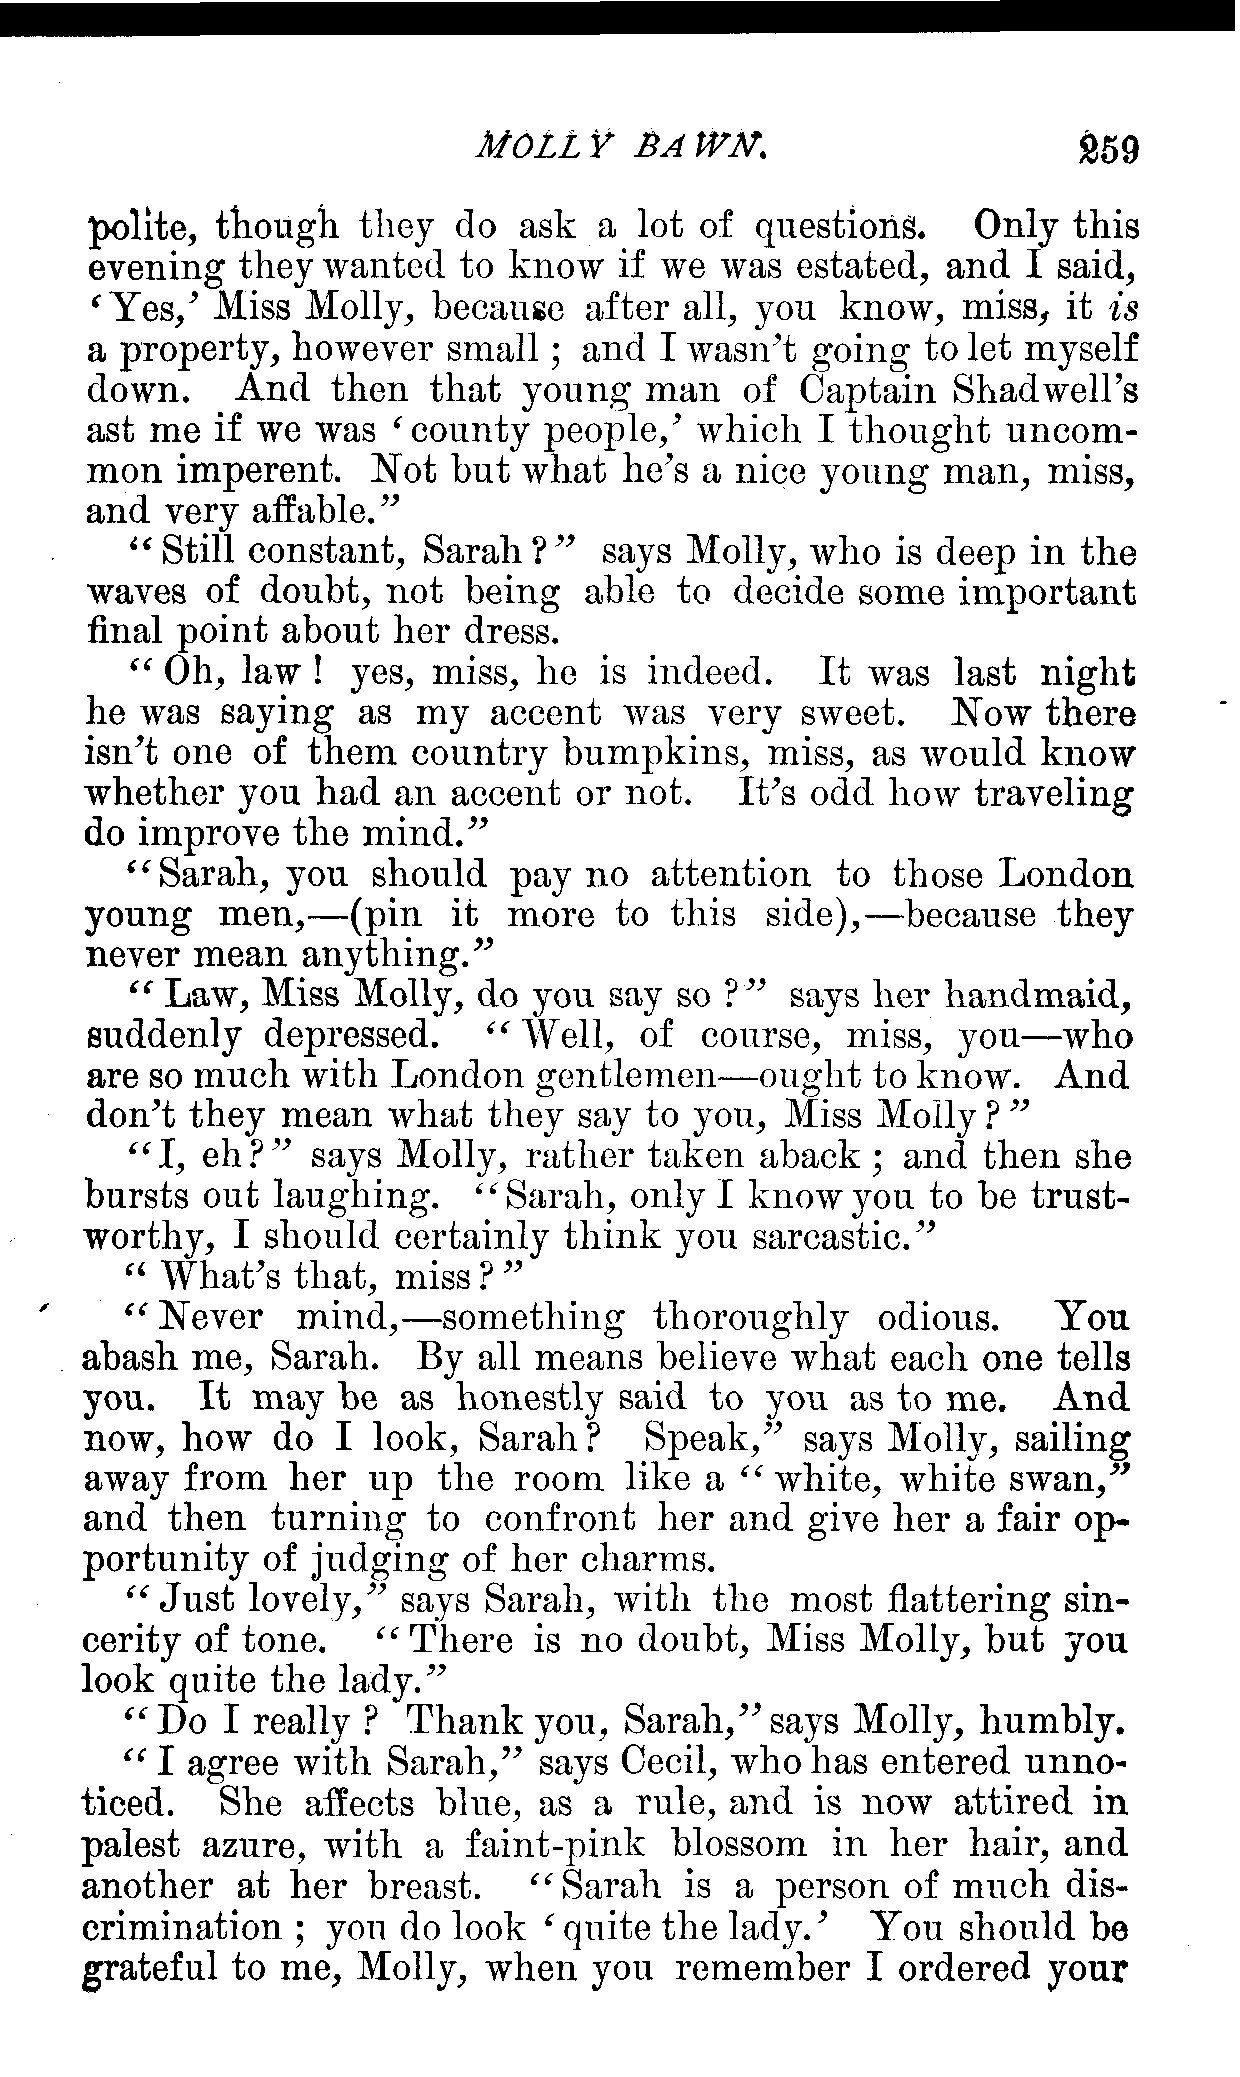 MOLLY BAWN. 259
polite, though they do ask a lot of questions. Only this
evening they wanted to know if we was estated, and I said,
‘Yes,’ Miss Molly, because after all, you know, miss, it is
a property, however small; and I wasn’t going to let myself
down. And then that young man of Captain Shadwell’s
ast me if we was ‘county people,’ which I thought uncom-
mon imperent. Not but what he’s a nice young man, miss,
and very affable.”
“Still constant, Sarah?” says Molly, who is deep in the
waves of doubt, not being able to decide some important
final point about her dress.
“Oh, law! yes, miss, he is indeed. It was last night
he was saying as my accent was very sweet. Now there
isn’t one of them country bumpkins, miss, as would know
whether you had an accent or not. It’s odd how traveling
do improve the mind.”
“Sarah, you should pay no attention to those London
young men,—(pin it more to this side),—because they
never mean anything.”
“Law, Miss Molly, do you say so?” says her handmaid,
suddenly depressed. “Well, of course, miss, you—who
are so much with London gentlemen—ought to know. And
don’t they mean what they say to you, Miss Molly?”
“I, eh?” says Molly, rather taken aback; and then she
bursts out laughing. “Sarah, only I know you to be trust-
worthy, I should certainly think you sarcastic.”
“What’s that, miss?”
“Never mind,—something thoroughly odious. You
abash me, Sarah. By all means believe what each one tells
you. It may be as honestly said to you as to me. And
now, how do I look, Sarah? Speak,” says Molly, sailing
away from her up the room like a “white, white swan,”
and then turning to confront her and give her a fair op-
portunity of judging of her charms.
“Just lovely,” says Sarah, with the most flattering sin-
cerity of tone. “There is no doubt, Miss Molly, but you
look quite the lady.”
“Do I really? Thank you, Sarah,” says Molly, humbly.
“I agree with Sarah,” says Cecil, who has entered unno-
ticed. She affects blue, as a rule, and is now attired in
palest azure, with a faint-pink blossom in her hair, and
another at her breast. “Sarah is a person of much dis-
crimination; you do look ‘quite the lady.’ You should be
grateful to me, Molly, when you remember I ordered your